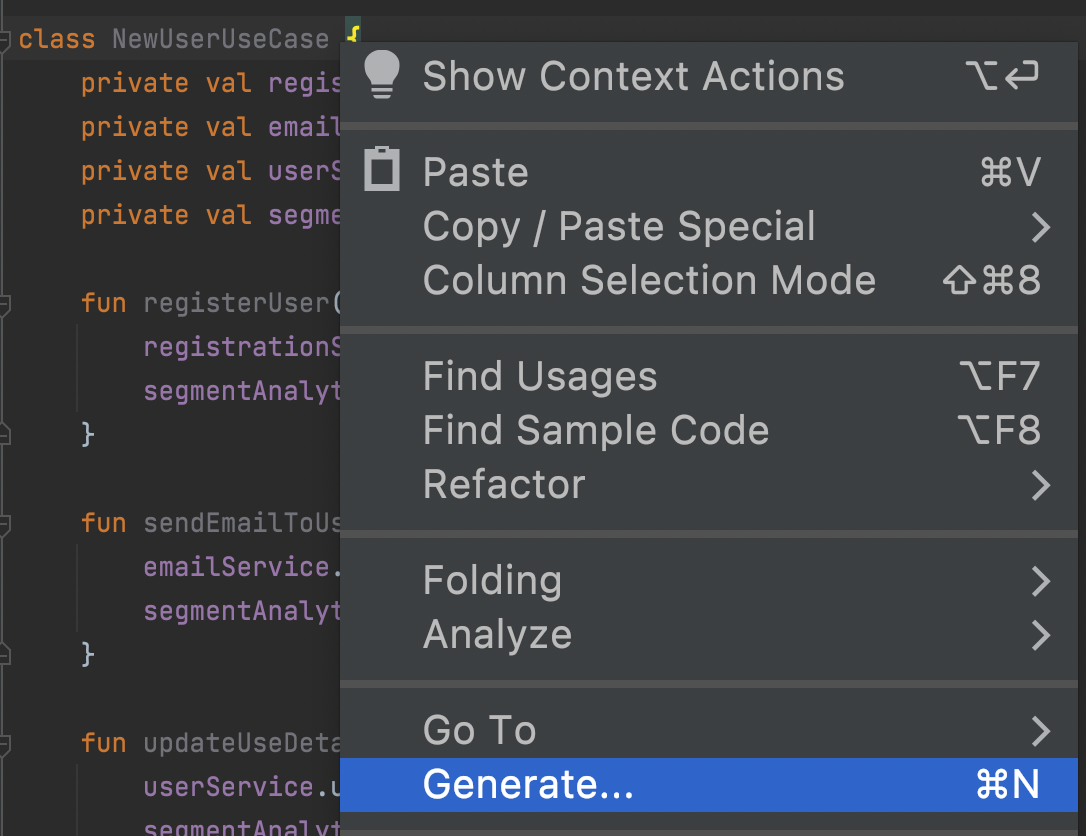 class NewUserUseCase {
private val regis
private val email
private val userS
private val segme
fun registerUser(
registrationS
segmentAnalyt
}
fun sendEmailToUs
emailService.
segmentAnalyt
}
fun updateUseDeta
userService.u
segmentAnalyt
Show Context Actions ⌥⏎
Paste ⌘V
Copy / Paste Special >
Column Selection Mode ⇧⌘8
Find Usages ⌥F7
Find Sample Code ⌥F8
Refactor >
Folding >
Analyze >
Go To >
Generate... ⌘N